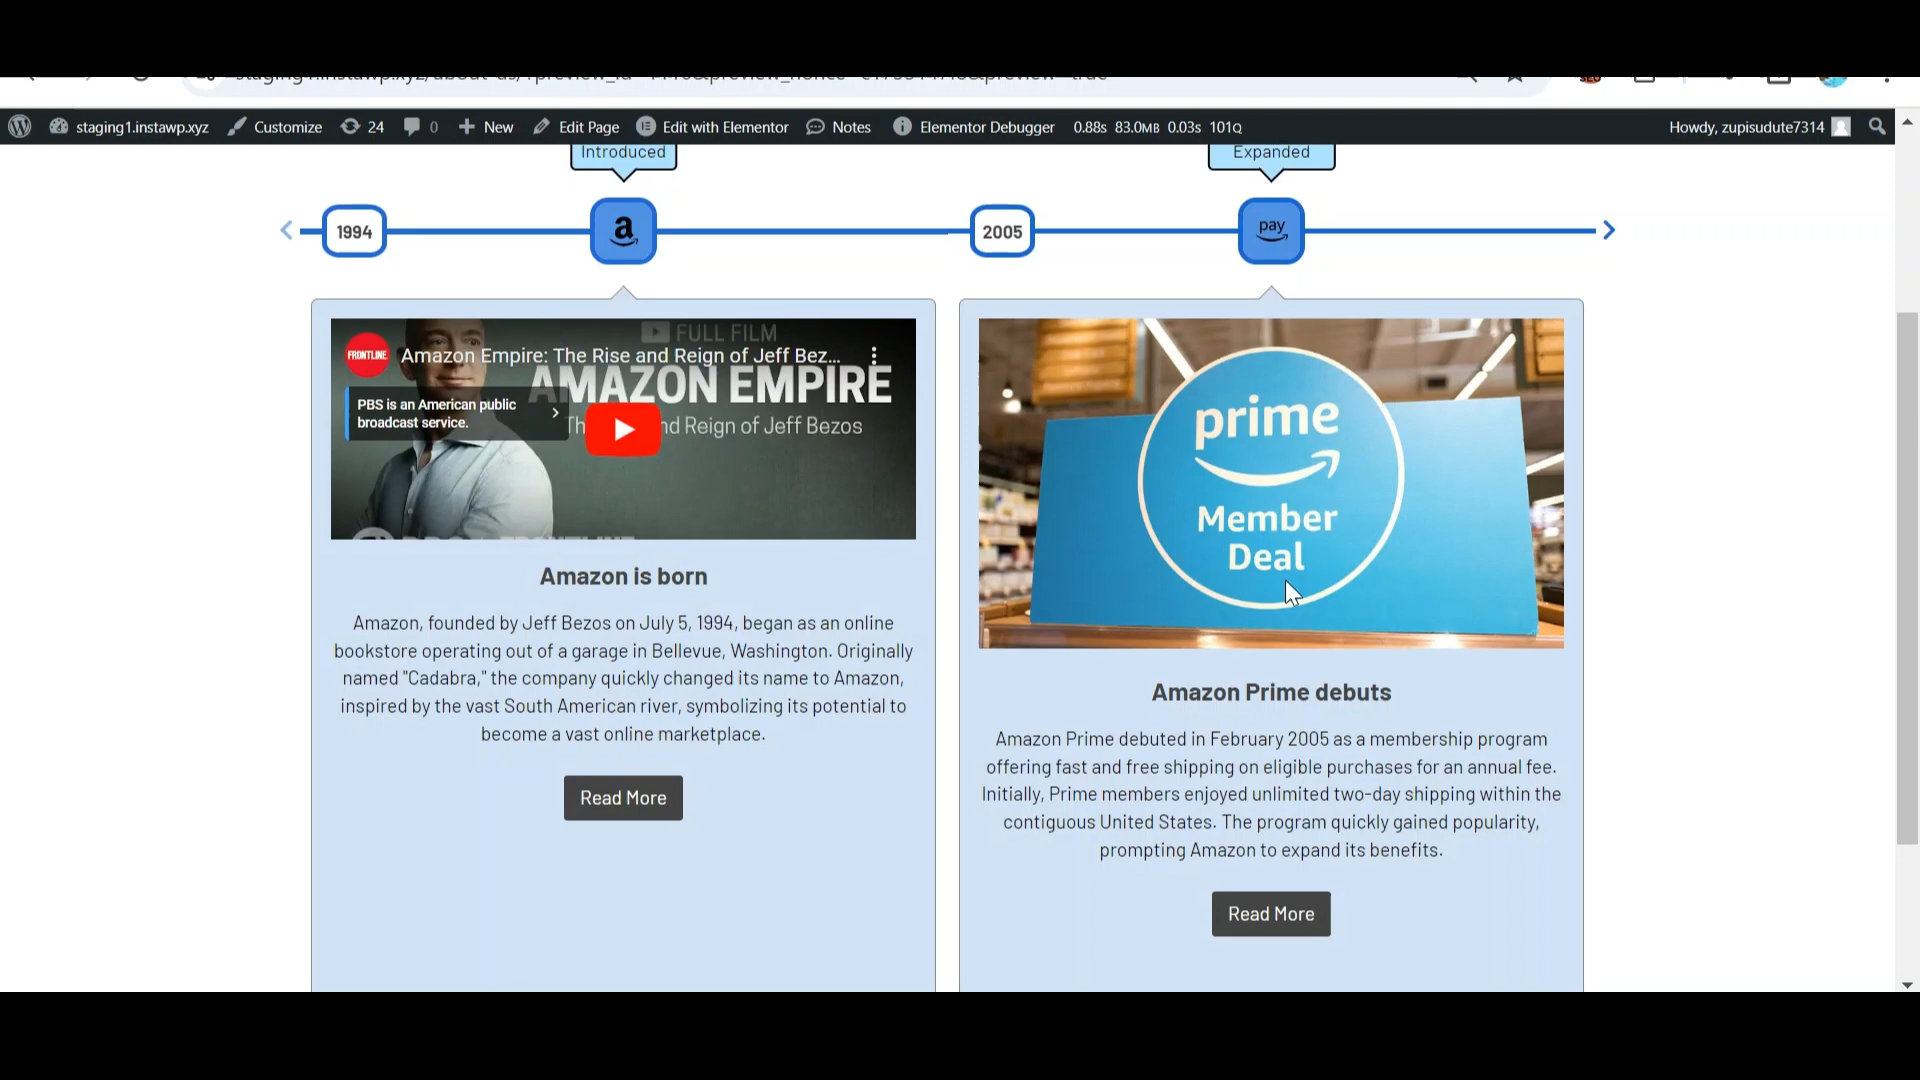 staging1.instawp.xyz Customize 24 0 New Edit Page Edit with Elementor Notes Elementor Debugger 0.88s 83.0MB 0.03s 101Q Howdy, zupisudute7314
Introduced
Expanded
1994
a
2005
pay
FULL FILM
FRONTLINE
Amazon Empire: The Rise and Reign of Jeff Bez...
AMAZON EMPIRE
PBS is an American public
broadcast service.
nd Reign of Jeff Bezos
Amazon is born
Amazon, founded by Jeff Bezos on July 5, 1994, began as an online
bookstore operating out of a garage in Bellevue, Washington. Originally
named "Cadabra," the company quickly changed its name to Amazon,
inspired by the vast South American river, symbolizing its potential to
become a vast online marketplace.
Read More
prime
Member
Deal
Amazon Prime debuts
Amazon Prime debuted in February 2005 as a membership program
offering fast and free shipping on eligible purchases for an annual fee.
Initially, Prime members enjoyed unlimited two-day shipping within the
contiguous United States. The program quickly gained popularity,
prompting Amazon to expand its benefits.
Read More